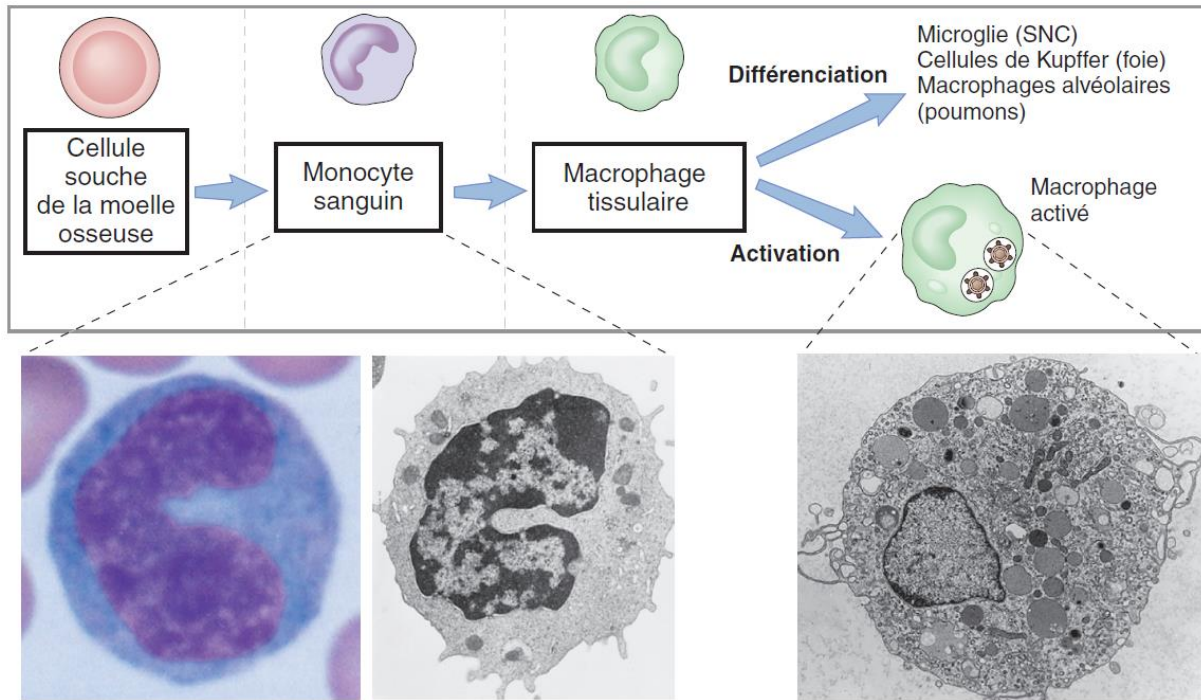 Cellule
souche
de la moelle
osseuse
Monocyte
sanguin
Macrophage
tissulaire
Différenciation
Microglie (SNC)
Cellules de Kupffer (foie)
Macrophages alvéolaires
(poumons)
Activation
Macrophage
activé